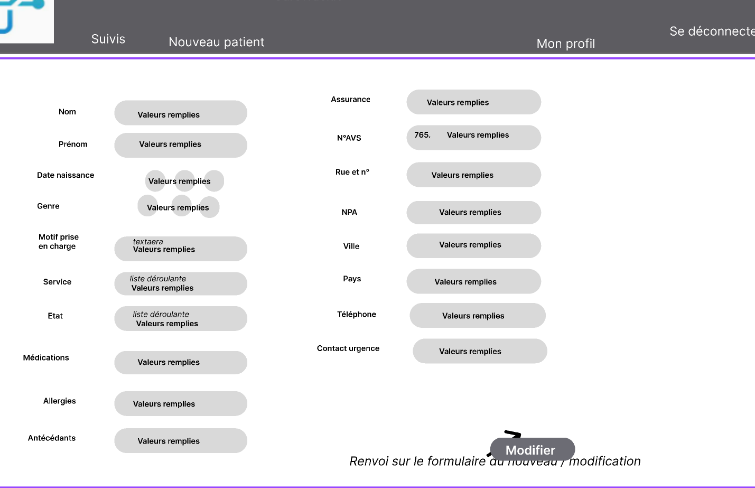 Suivis
Nouveau patient
Mon profil
Se déconnecte
Nom
Valeurs remplies
Prénom
Valeurs remplies
Date naissance
Valeurs remplies
Genre
Valeurs remplies
Motif prise
en charge
textaera
Valeurs remplies
Service
liste déroulante
Valeurs remplies
Etat
liste déroulante
Valeurs remplies
Médications
Valeurs remplies
Allergies
Valeurs remplies
Antécédants
Valeurs remplies
Assurance
Valeurs remplies
N°AVS
765. Valeurs remplies
Rue et n°
Valeurs remplies
NPA
Valeurs remplies
Ville
Valeurs remplies
Pays
Valeurs remplies
Téléphone
Valeurs remplies
Contact urgence
Valeurs remplies
Modifier
Renvoi sur le formulaire du nouveau / modification